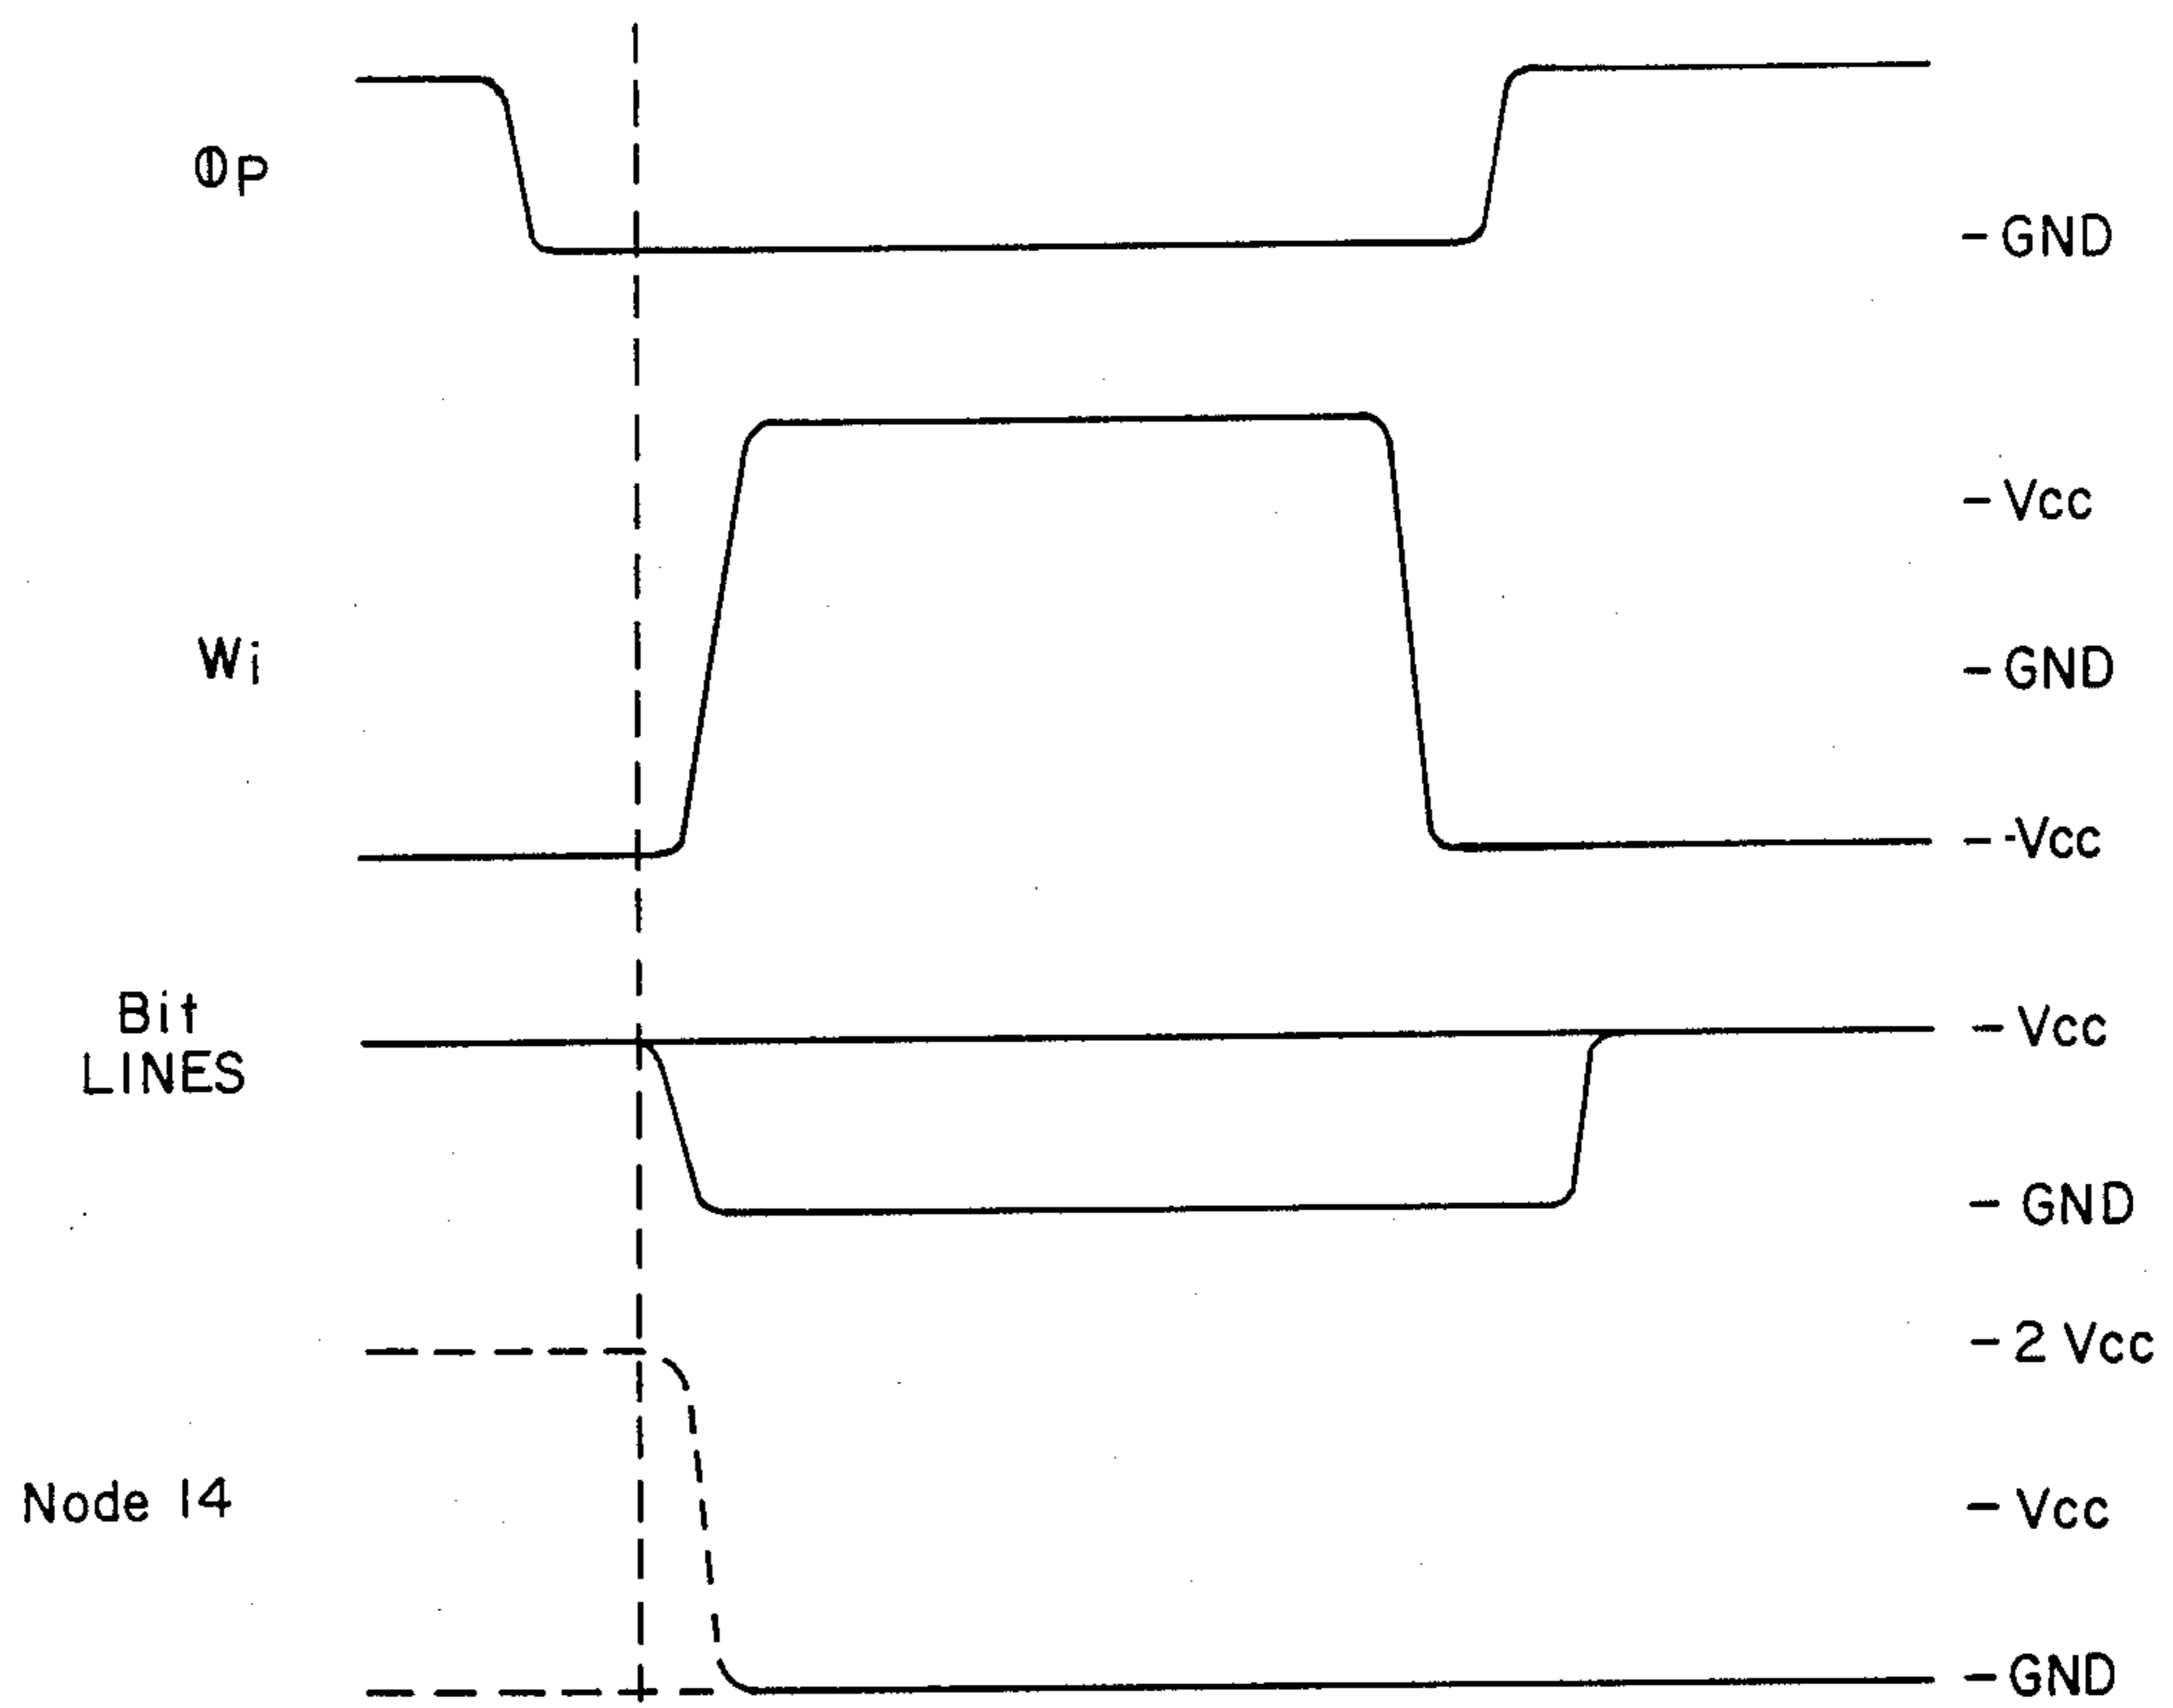 ΦP
- GND
- Vcc
Wi
- GND
- -Vcc
Bit
LINES
- Vcc
- GND
- 2 Vcc
Node 14
- Vcc
- GND